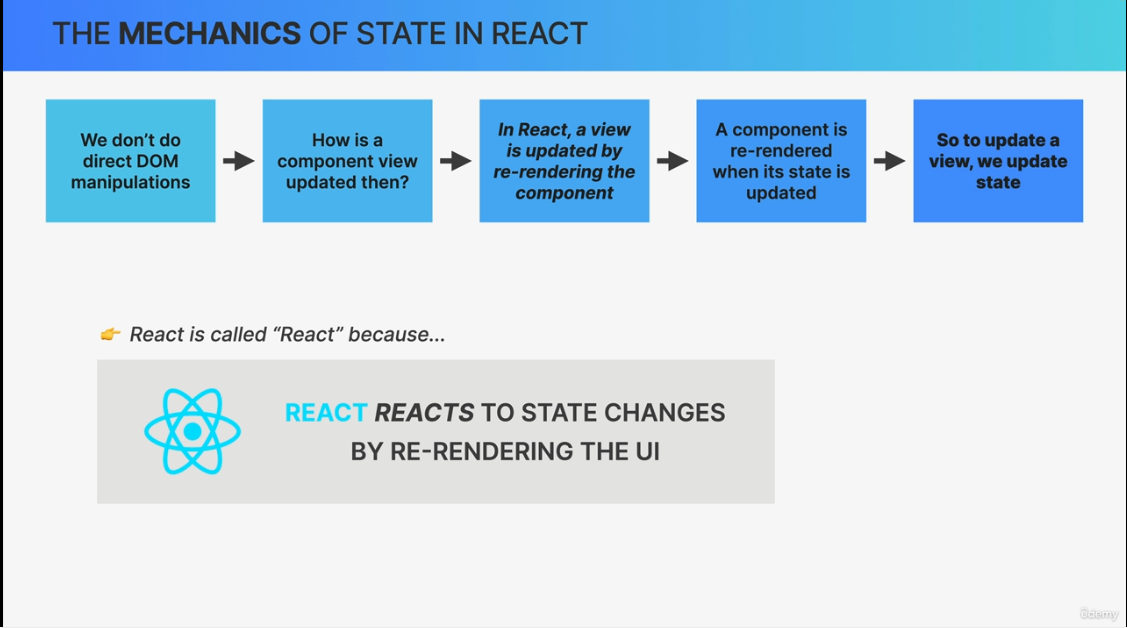 THE MECHANICS OF STATE IN REACT
We don’t do
direct DOM
manipulations
How is a
component view
updated then?
In React, a view
is updated by
re-rendering the
component
A component is
re-rendered
when its state is
updated
So to update a
view, we update
state
👉 React is called “React” because...
REACT REACTS TO STATE CHANGES
BY RE-RENDERING THE UI
ûdemy